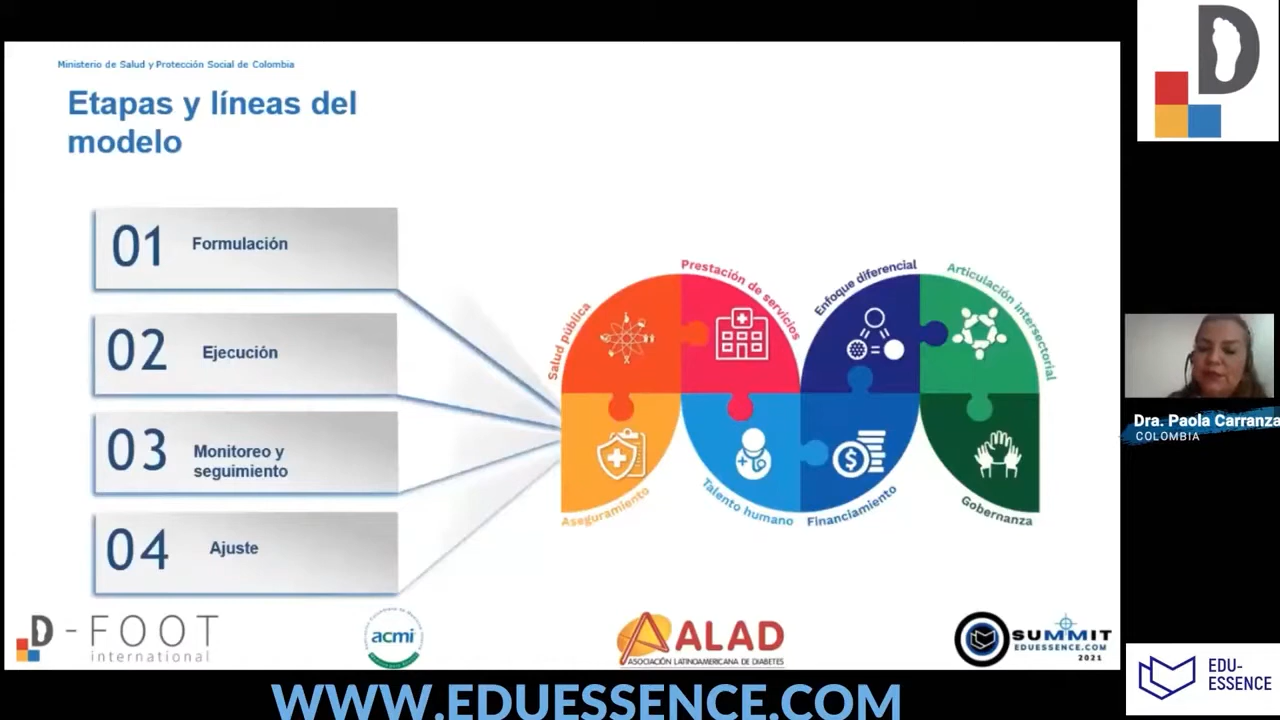 Ministerio de Salud y Protección Social de Colombia
Etapas y líneas del
modelo
01
Formulación
02
Ejecución
03
Monitoreo y
seguimiento
04
Ajuste
Salud pública
Prestación de servicios
Enfoque diferencial
Articulación intersectorial
Aseguramiento
Talento humano
Financiamiento
Gobernanza
D
D - FOOT
international
acmi
ALAD
ASOCIACIÓN LATINOAMERICANA DE DIABETES
SUMMIT
EDUESSENCE.COM
2021
Dra. Paola Carranza
COLOMBIA
EDU-
ESSENCE
WWW.EDUESSENCE.COM